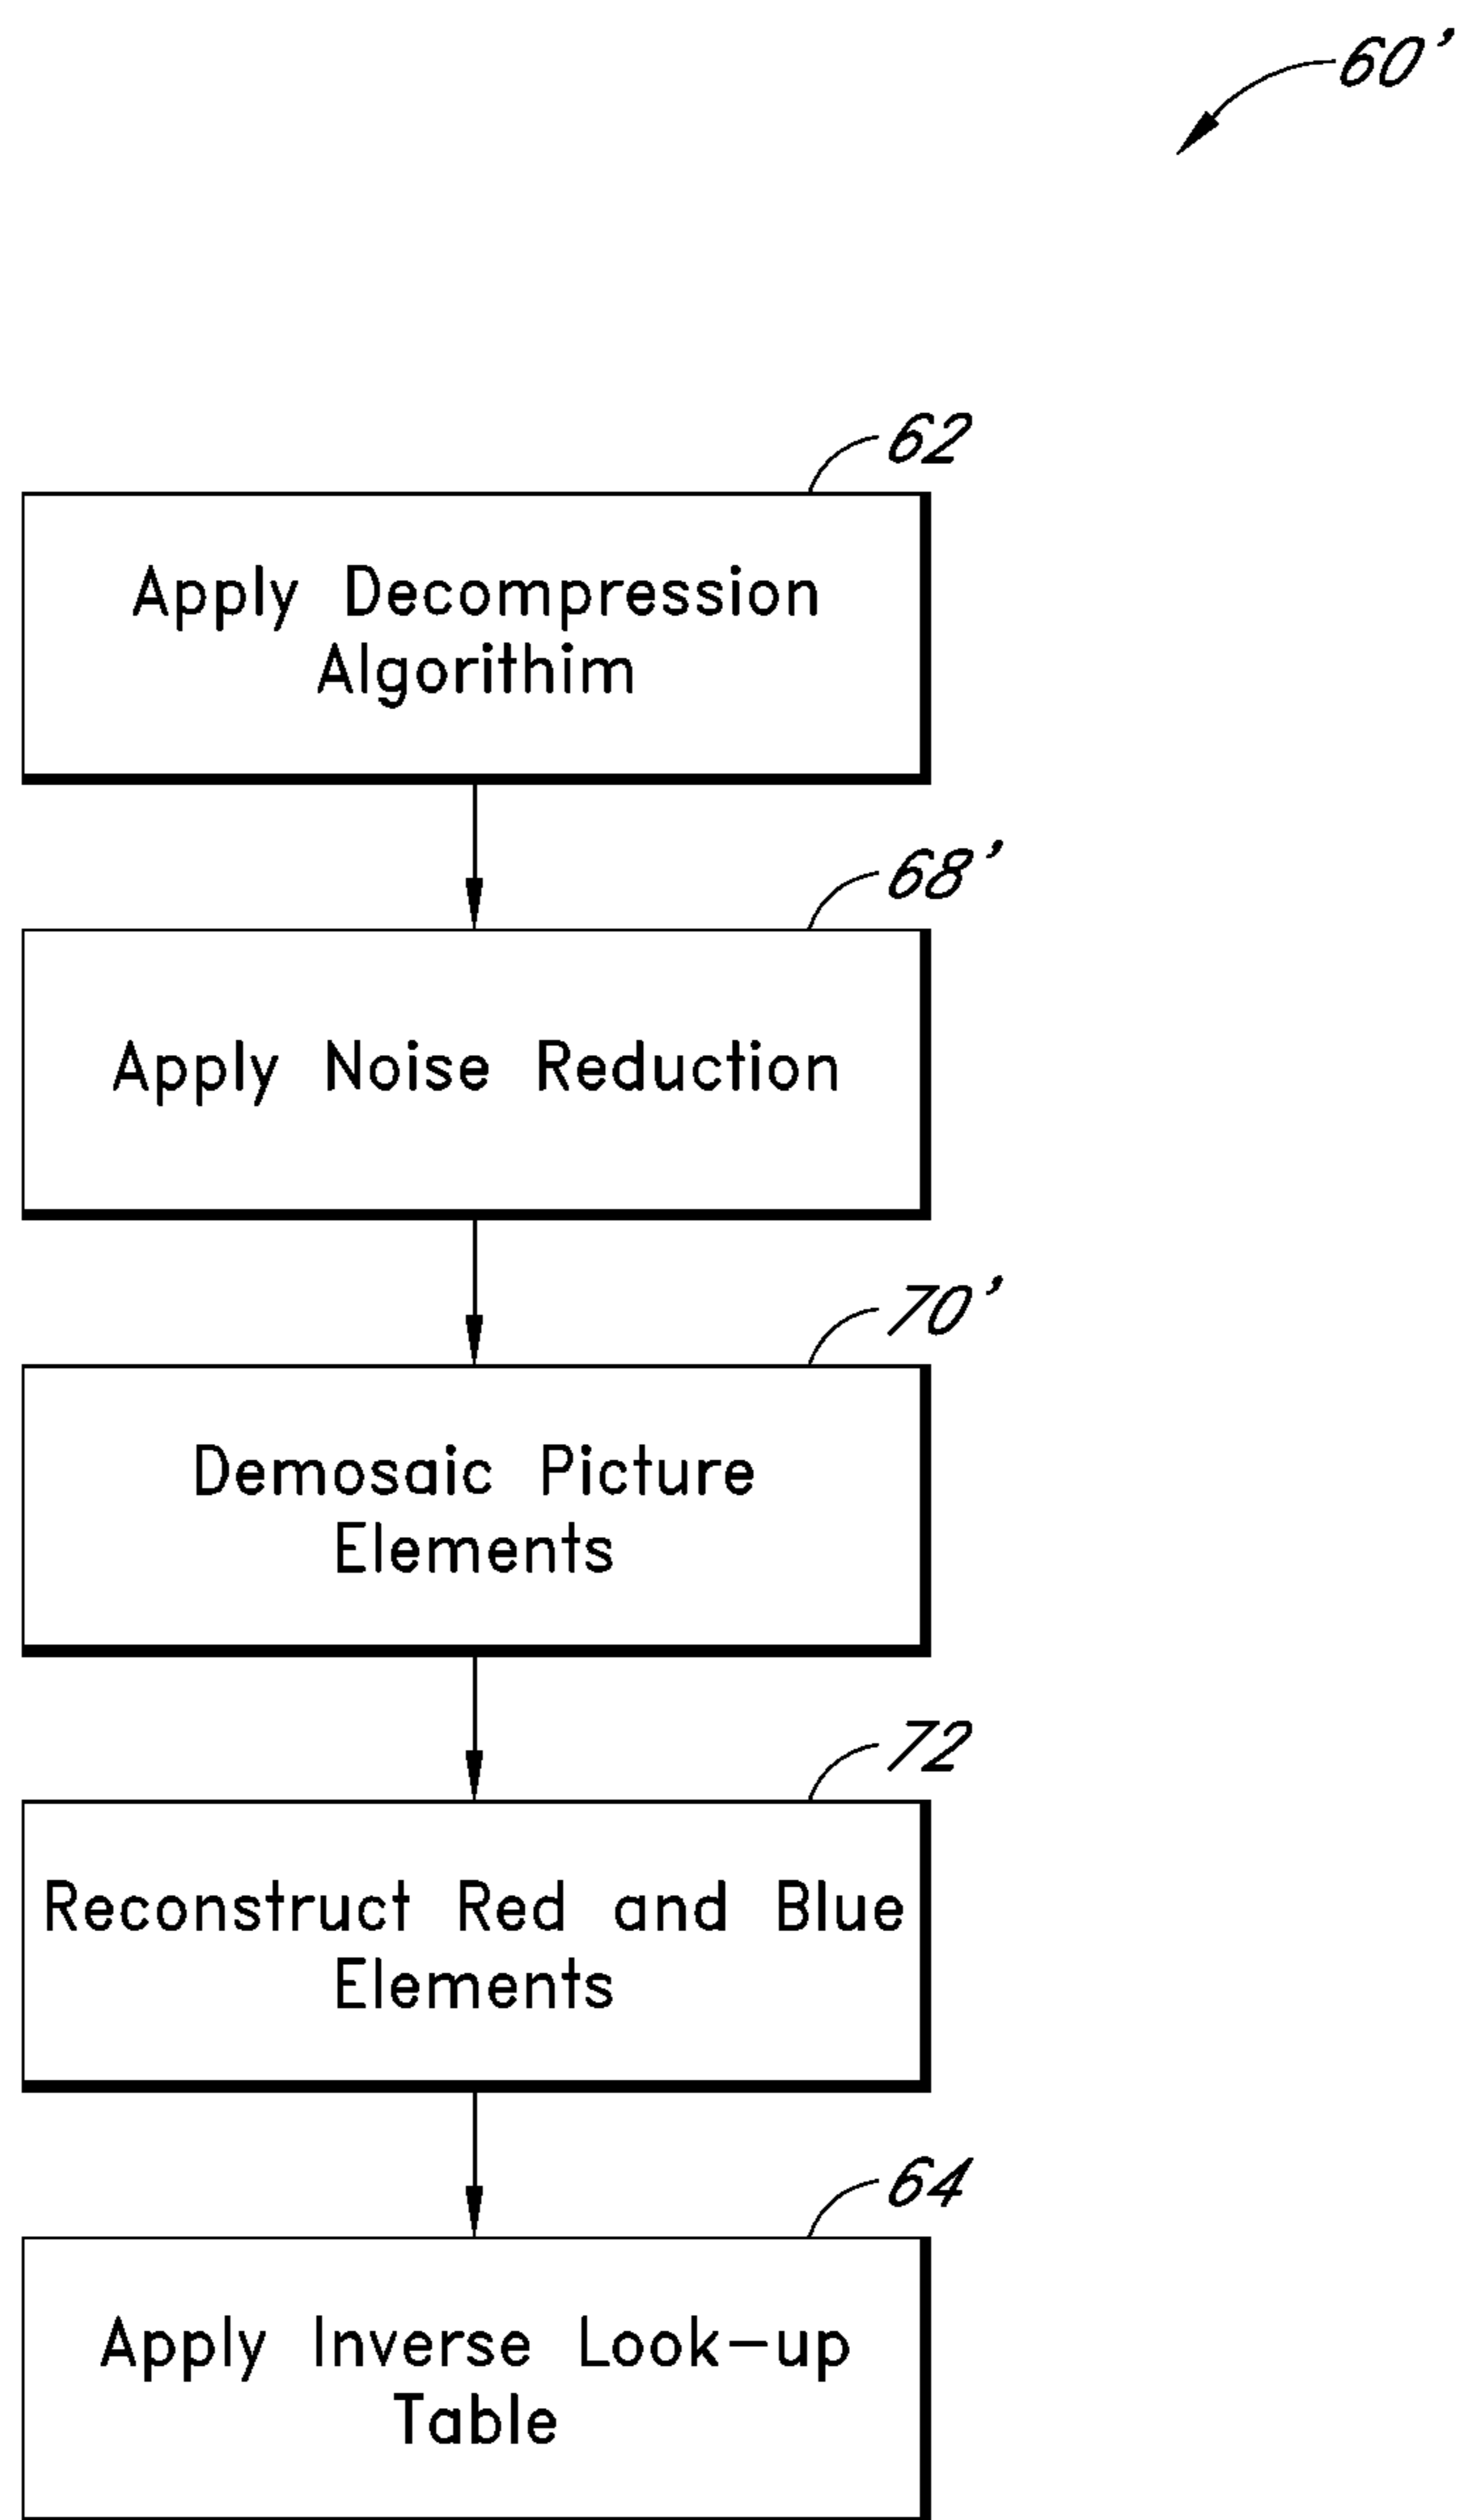 60'
62
Apply Decompression
Algorithim
68'
Apply Noise Reduction
70'
Demosaic Picture
Elements
72
Reconstruct Red and Blue
Elements
64
Apply Inverse Look-up
Table